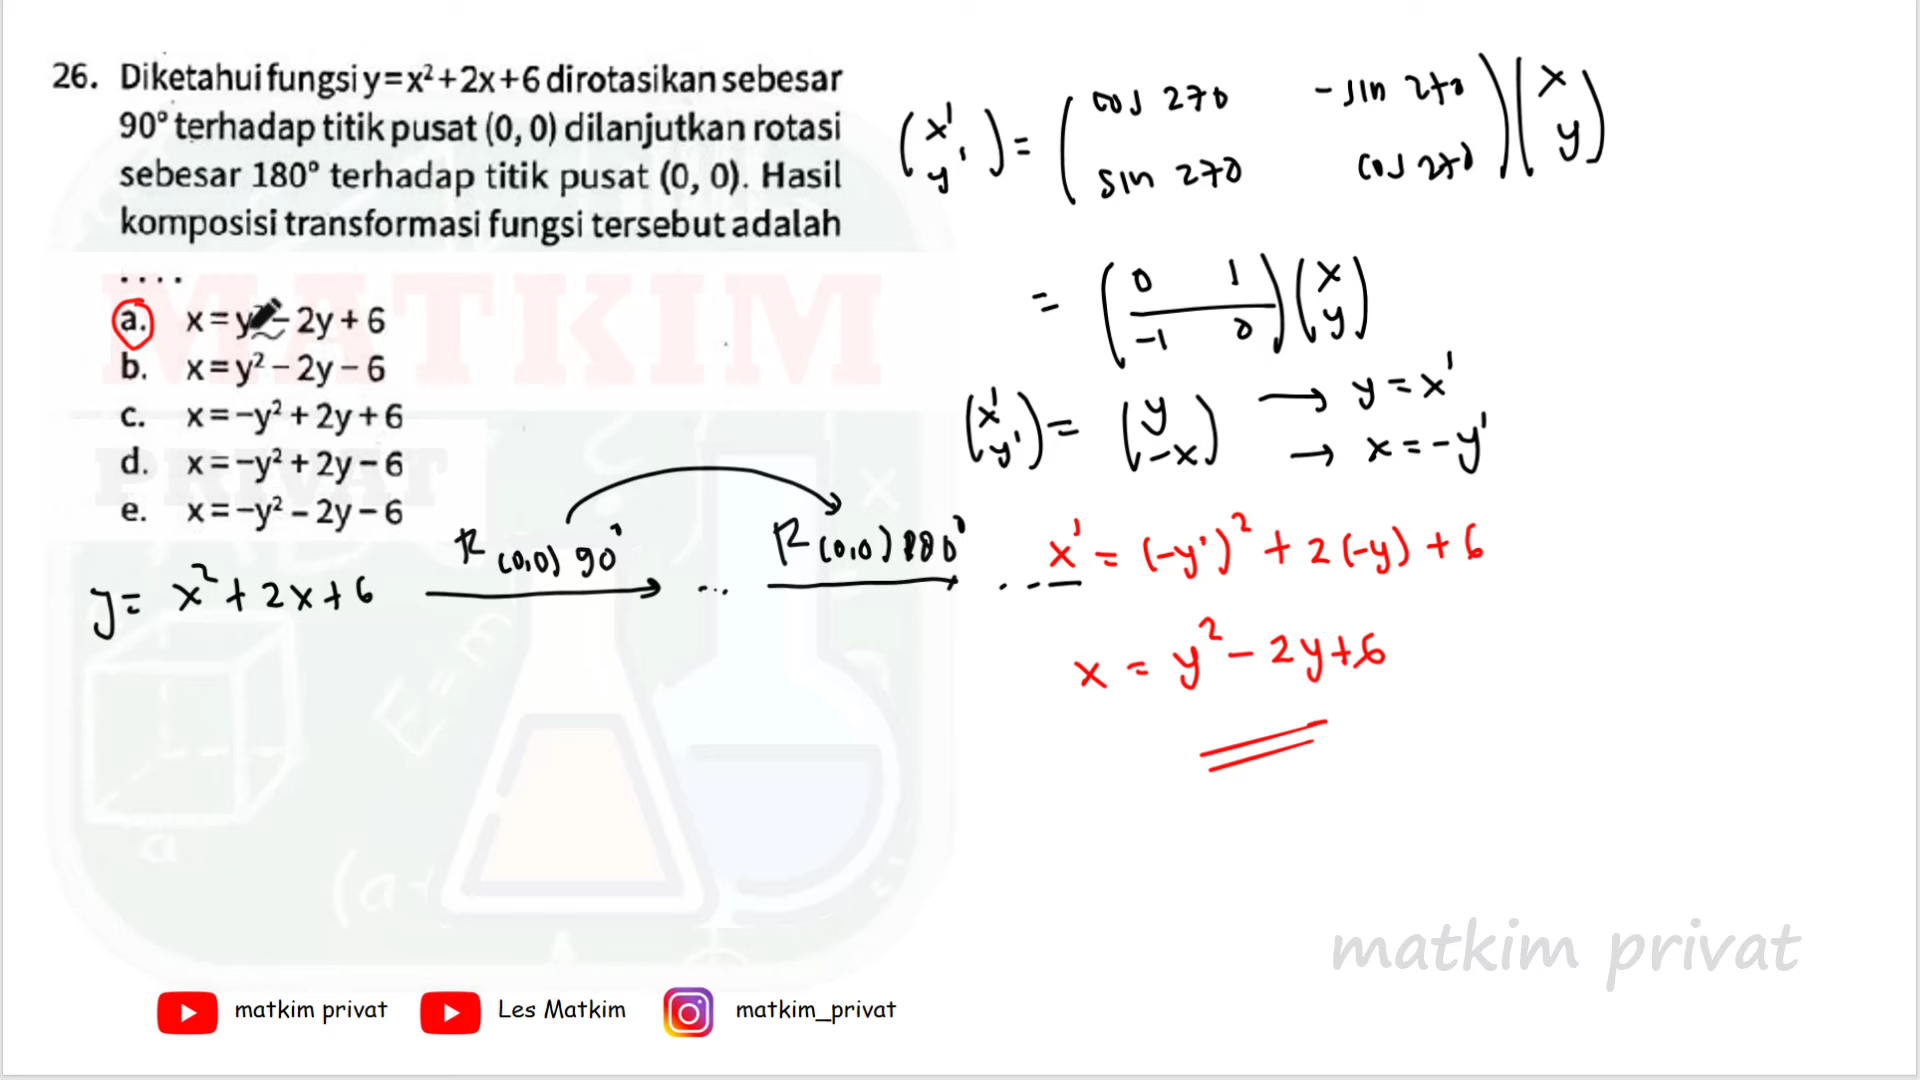 26. Diketahui fungsi y=x²+2x+6 dirotasikan sebesar
90° terhadap titik pusat (0, 0) dilanjutkan rotasi
sebesar 180° terhadap titik pusat (0, 0). Hasil
komposisi transformasi fungsi tersebut adalah
....
a. x=y²-2y+6
b. x=y²-2y-6
c. x=-y²+2y+6
d. x=-y²+2y-6
e. x=-y²-2y-6
y= x²+2x+6 R(0,0) 90° ... R(0,0) 180° ...
(x' y') = (cos 270 -sin 270
sin 270 cos 270)(x y)
= (0 1
-1 0)(x y)
(x' y') = (y -x) → y = x'
→ x = -y'
x' = (-y')² + 2(-y) + 6
x = y² - 2y+6
MATKIM
PRIVAT
E=m
x
a
(a+
matkim privat
matkim privat
Les Matkim
matkim_privat